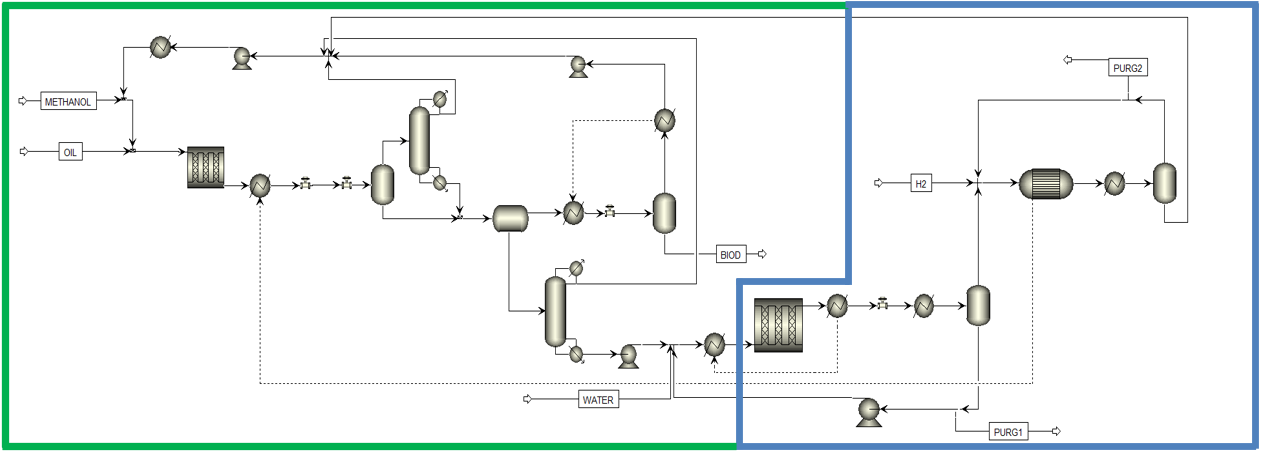 PURG2
METHANOL
OIL
H2
BIOD
WATER
PURG1